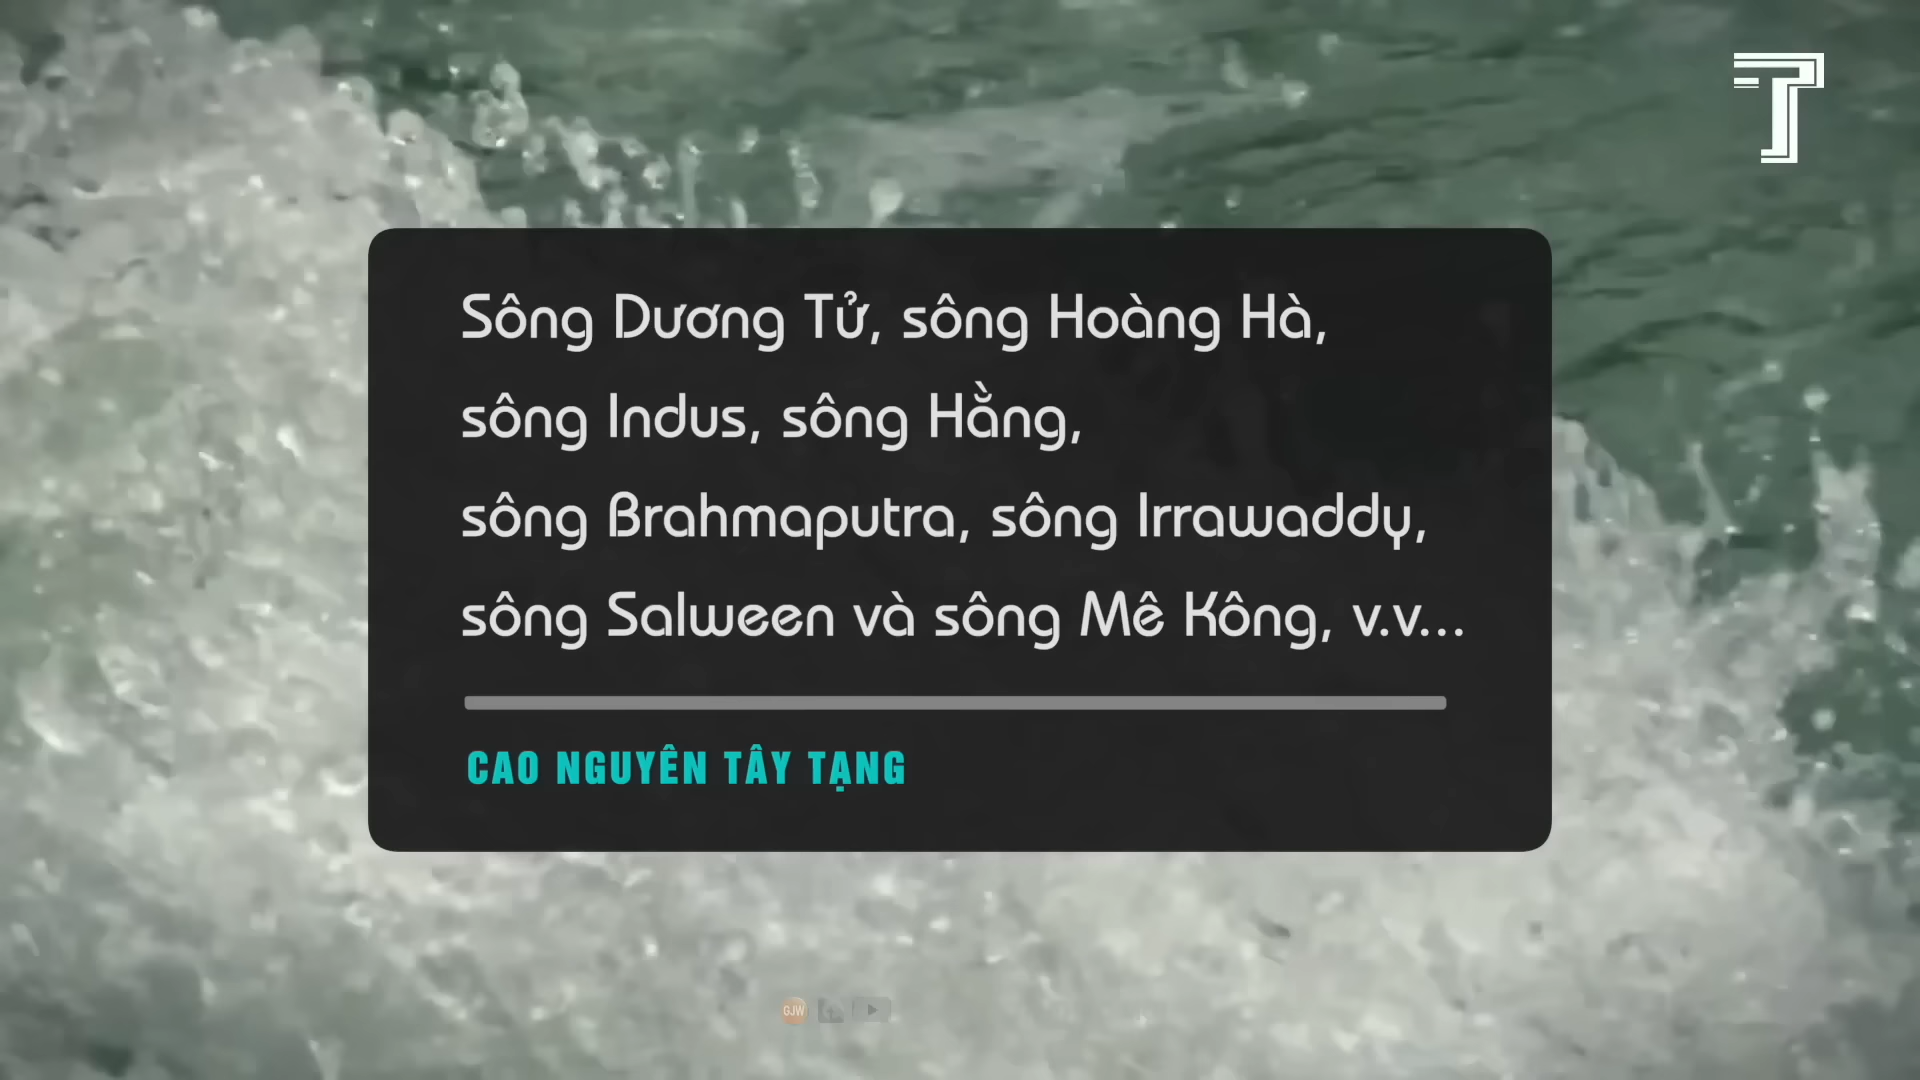 Sông Dương Tử, sông Hoàng Hà,
sông Indus, sông Hằng,
sông Brahmaputra, sông Irrawaddy,
sông Salween và sông Mê Kông, v.v...
CAO NGUYÊN TÂY TẠNG
GJW